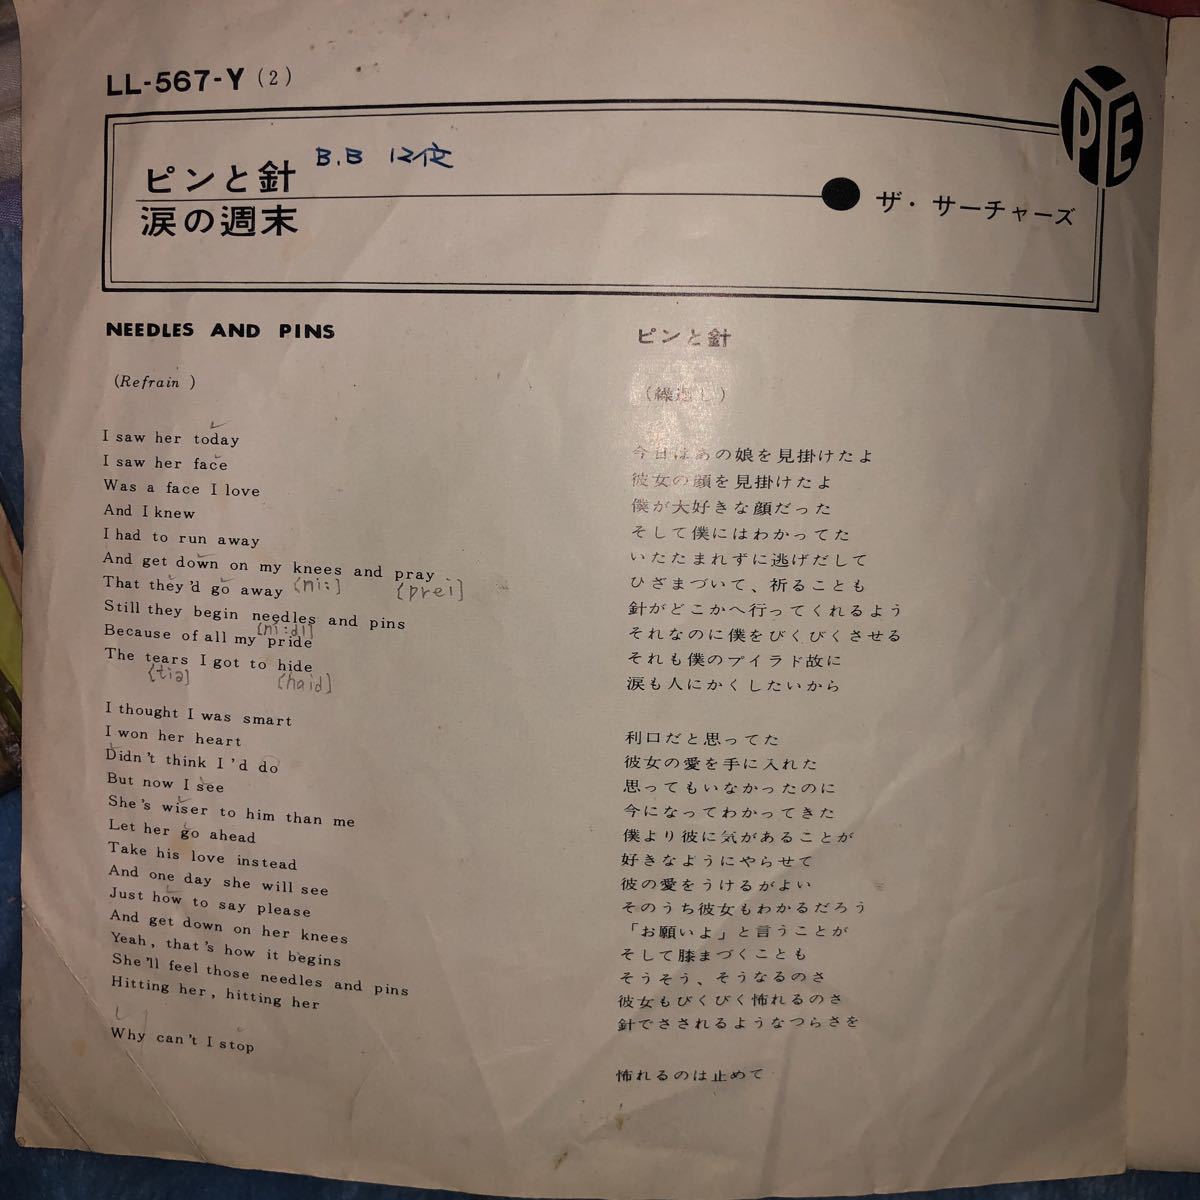 LL-567-Y (2)
PYE
ピンと針
B.B 12位
涙の週末
ザ・サーチャーズ
NEEDLES AND PINS
(Refrain )
I saw her today
I saw her face
Was a face I love
And I knew
I had to run away
And get down on my knees and pray
That they'd go away [ni:] [prei]
Still they begin needles and pins
[ni:dl]
Because of all my pride
The tears I got to hide
[tiə] [haid]
I thought I was smart
I won her heart
Didn't think I'd do
But now I see
She's wiser to him than me
Let her go ahead
Take his love instead
And one day she will see
Just how to say please
And get down on her knees
Yeah, that's how it begins
She'll feel those needles and pins
Hitting her, hitting her
Why can't I stop
ピンと針
(繰返し)
今日はあの娘を見掛けたよ
彼女の顔を見掛けたよ
僕が大好きな顔だった
そして僕にはわかってた
いたたまれずに逃げだして
ひざまづいて、祈ることも
針がどこかへ行ってくれるよう
それなのに僕をびくびくさせる
それも僕のプイラド故に
涙も人にかくしたいから
利口だと思ってた
彼女の愛を手に入れた
思ってもいなかったのに
今になってわかってきた
僕より彼に気があることが
好きなようにやらせて
彼の愛をうけるがよい
そのうち彼女もわかるだろう
「お願いよ」と言うことが
そして膝まづくことも
そうそう、そうなるのさ
彼女もびくびく怖れるのさ
針でさされるようなつらさを
怖れるのは止めて